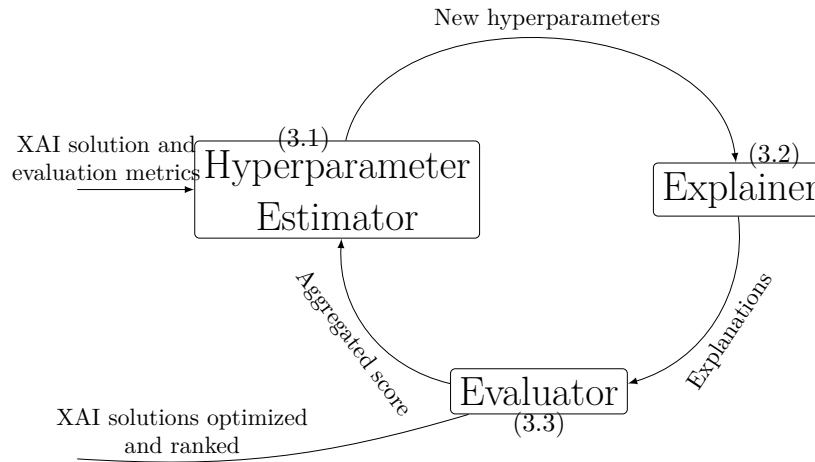 New hyperparameters
(3.1)
XAI solution and
evaluation metrics
Hyperparameter
Estimator
(3.2)
Explainer
Aggregated score
Explanations
Evaluator
(3.3)
XAI solutions optimized
and ranked